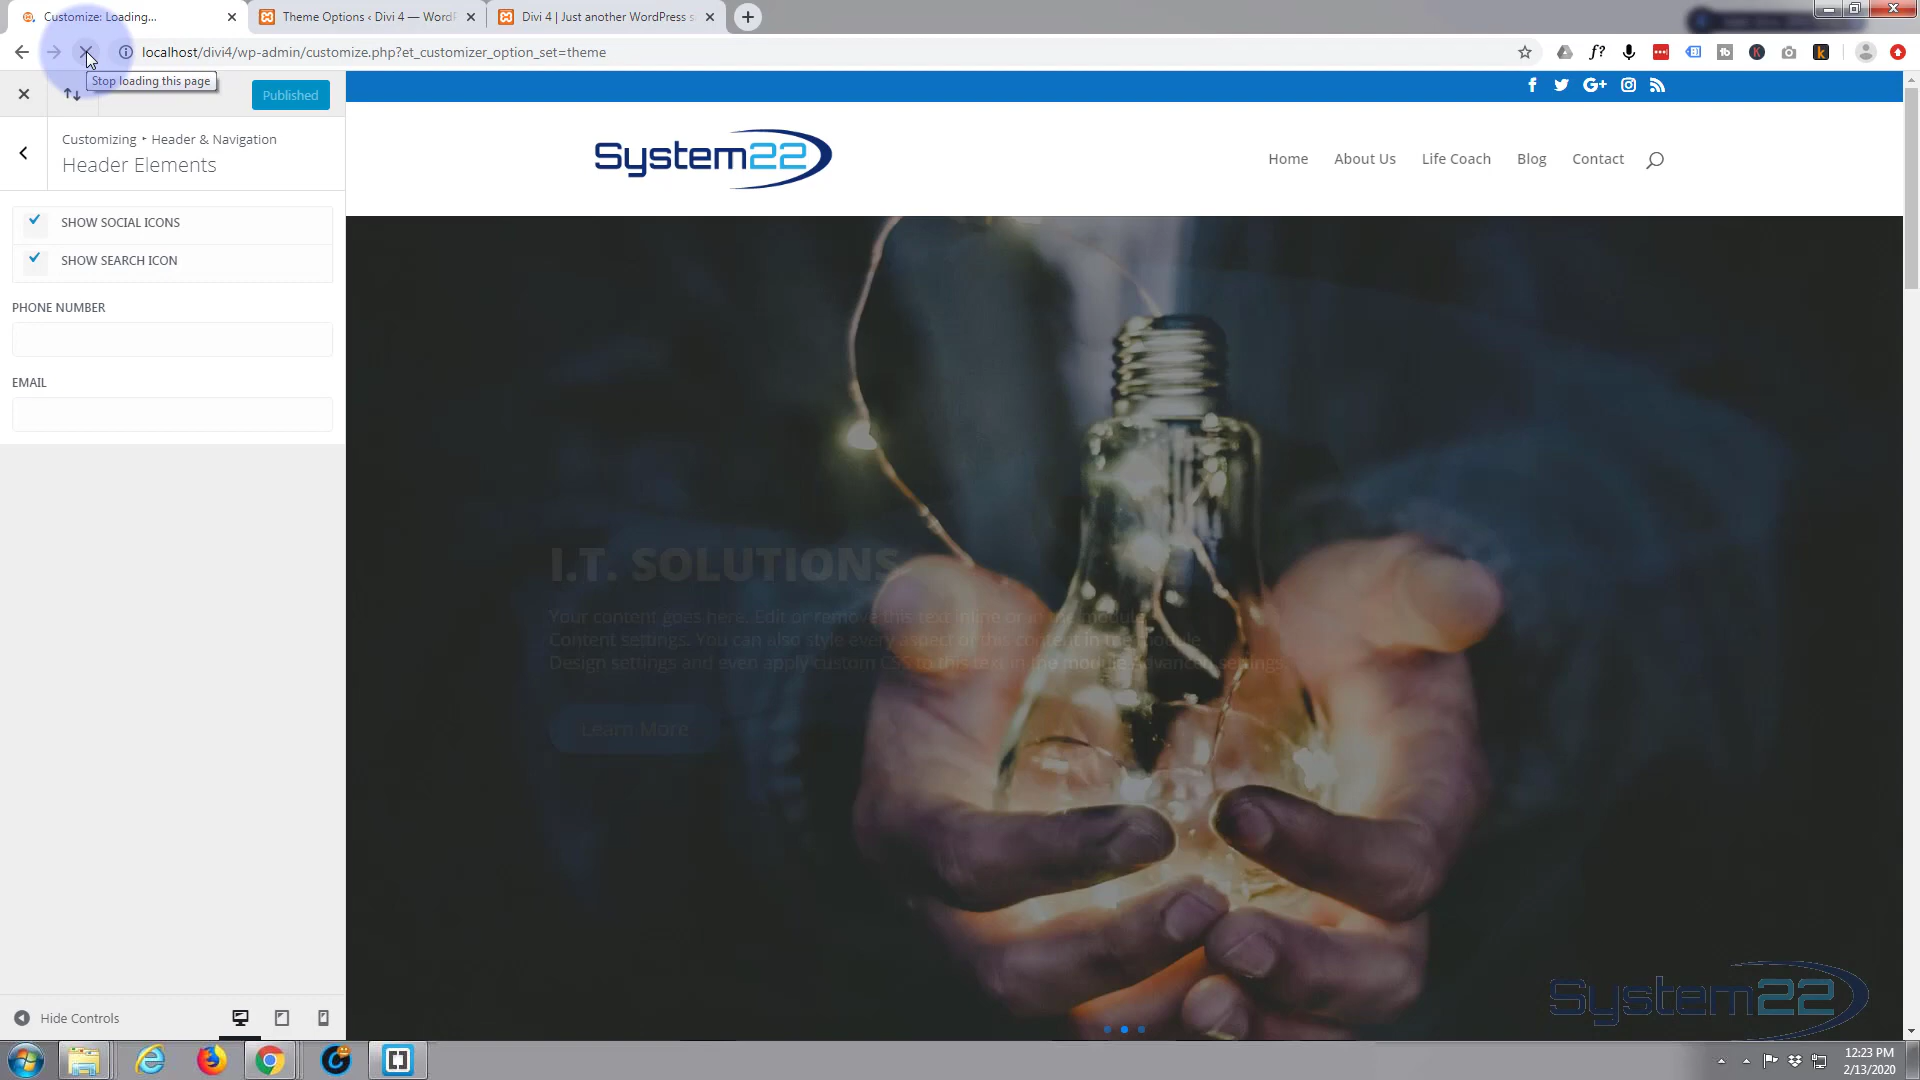 Customize: Loading...
Theme Options ‹ Divi 4 — WordP
Divi 4 | Just another WordPress s
localhost/divi4/wp-admin/customize.php?et_customizer_option_set=theme
Stop loading this page
Published
Customizing ‣ Header & Navigation
Header Elements
SHOW SOCIAL ICONS
SHOW SEARCH ICON
PHONE NUMBER
EMAIL
Hide Controls
System22
Home
About Us
Life Coach
Blog
Contact
I.T. SOLUTIONS
Your content goes here. Edit or remove this text inline or in the module
Content settings. You can also style every aspect of this content in the module
Design settings and even apply custom CSS to this text in the module Advanced settings.
Learn More
System22
12:23 PM
2/13/2020